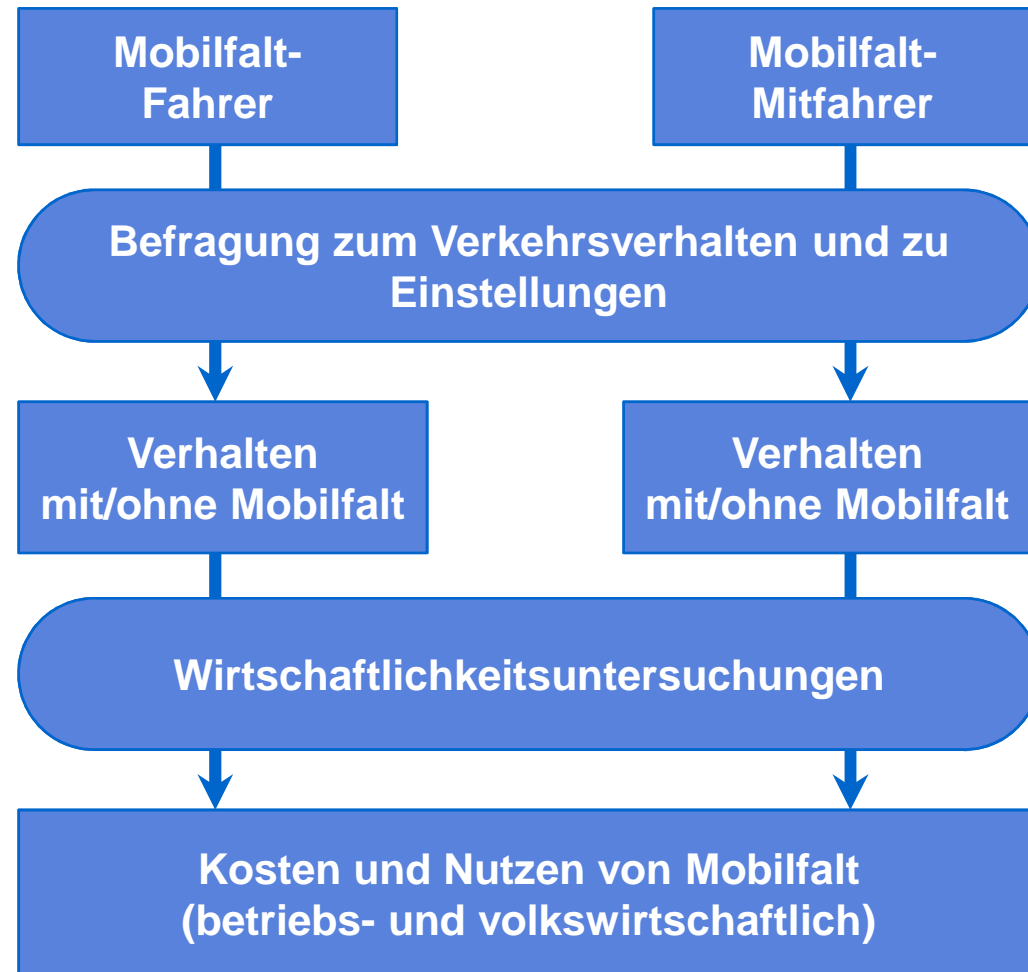 Mobilfalt-
Fahrer
Mobilfalt-
Mitfahrer
Befragung zum Verkehrsverhalten und zu
Einstellungen
Verhalten
mit/ohne Mobilfalt
Verhalten
mit/ohne Mobilfalt
Wirtschaftlichkeitsuntersuchungen
Kosten und Nutzen von Mobilfalt
(betriebs- und volkswirtschaftlich)